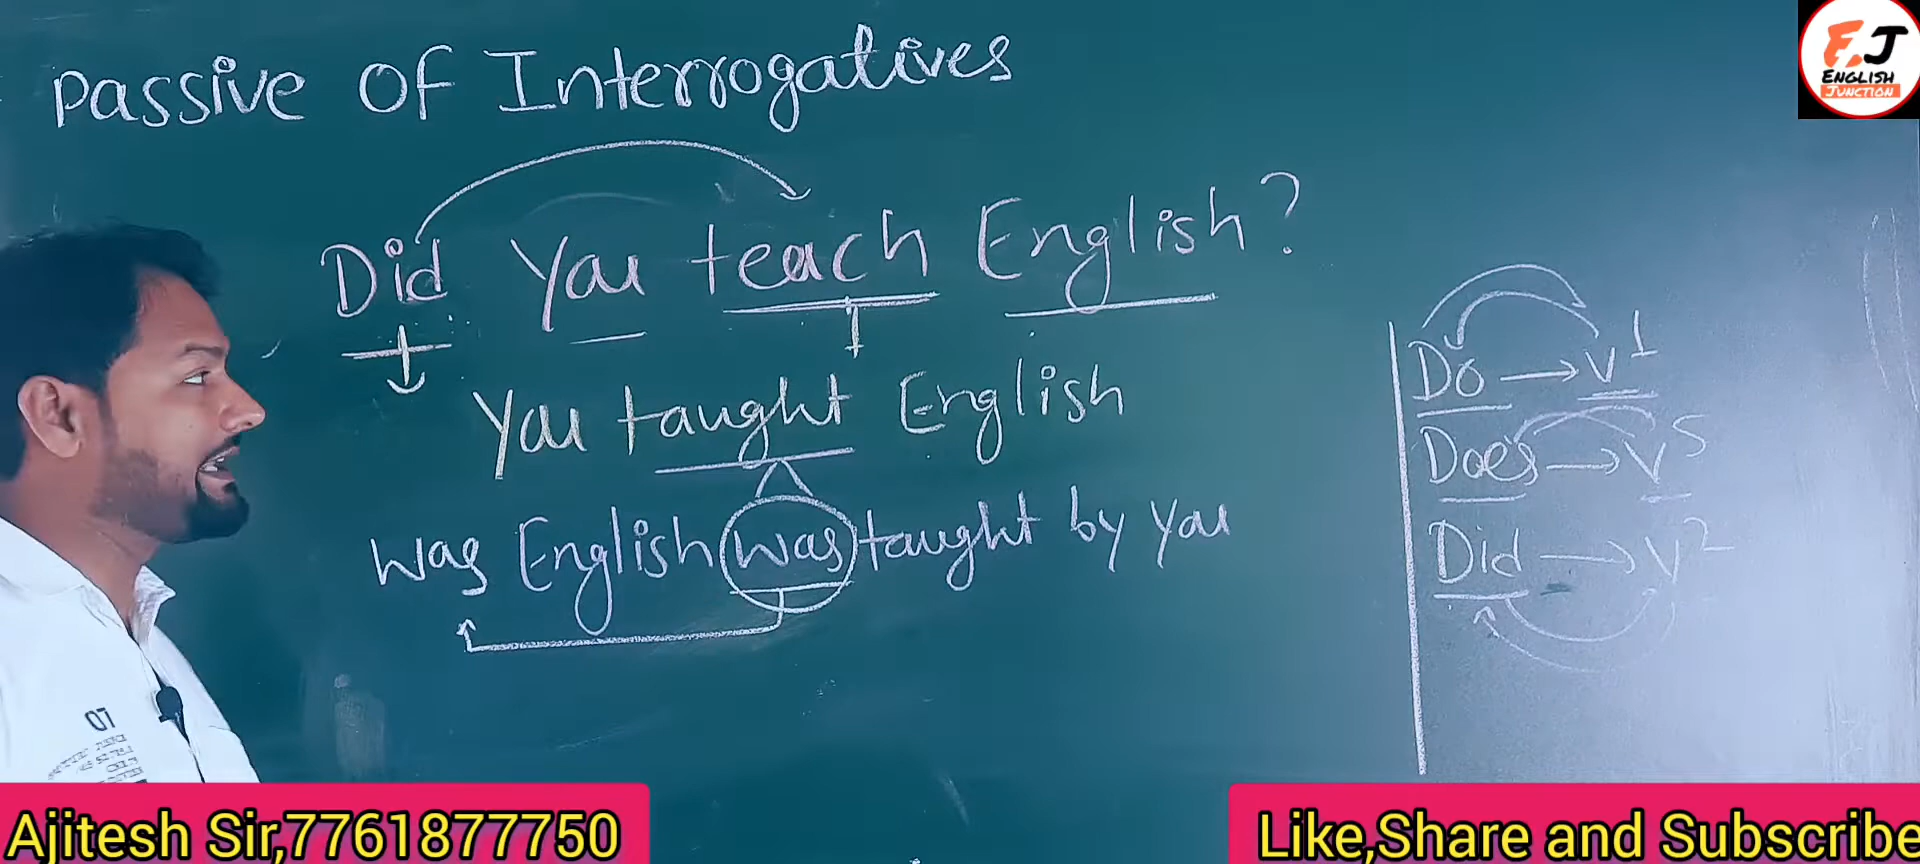 Passive Of Interrogatives
E.J
ENGLISH
JUNCTION
Did You teach English?
You taught English
Was English was taught by You
Do → V1
Does → V5
Did → V2
07
Ajitesh Sir,7761877750
Like,Share and Subscribe